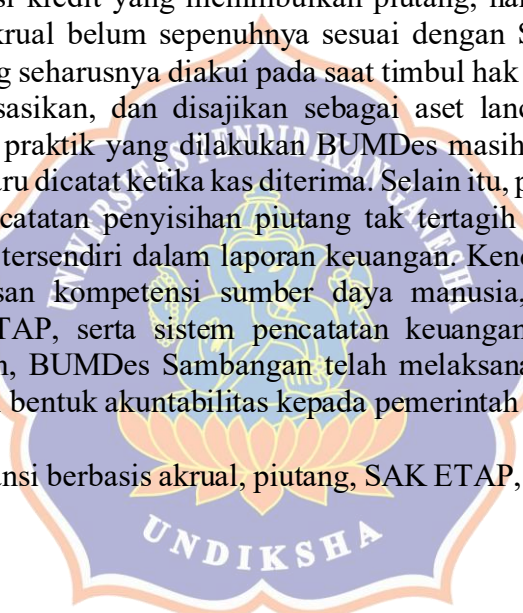 si kredit yang menimbulkan piutang,
krual belum sepenuhnya sesuai dengan S
g seharusnya diakui pada saat timbul hak
sasikan, dan disajikan sebagai aset lanc
praktik yang dilakukan BUMDes masih
ru dicatat ketika kas diterima. Selain itu, p
catatan penyisihan piutang tak tertagih
tersendiri dalam laporan keuangan. Kend
san kompetensi sumber daya manusia,
TAP, serta sistem pencatatan keuangan
n, BUMDes Sambangan telah melaksana
bentuk akuntabilitas kepada pemerintah
nsi berbasis akrual, piutang, SAK ETAP,
UNIVERSITAS PENDIDIKAN GANESHA
UNDIKSHA